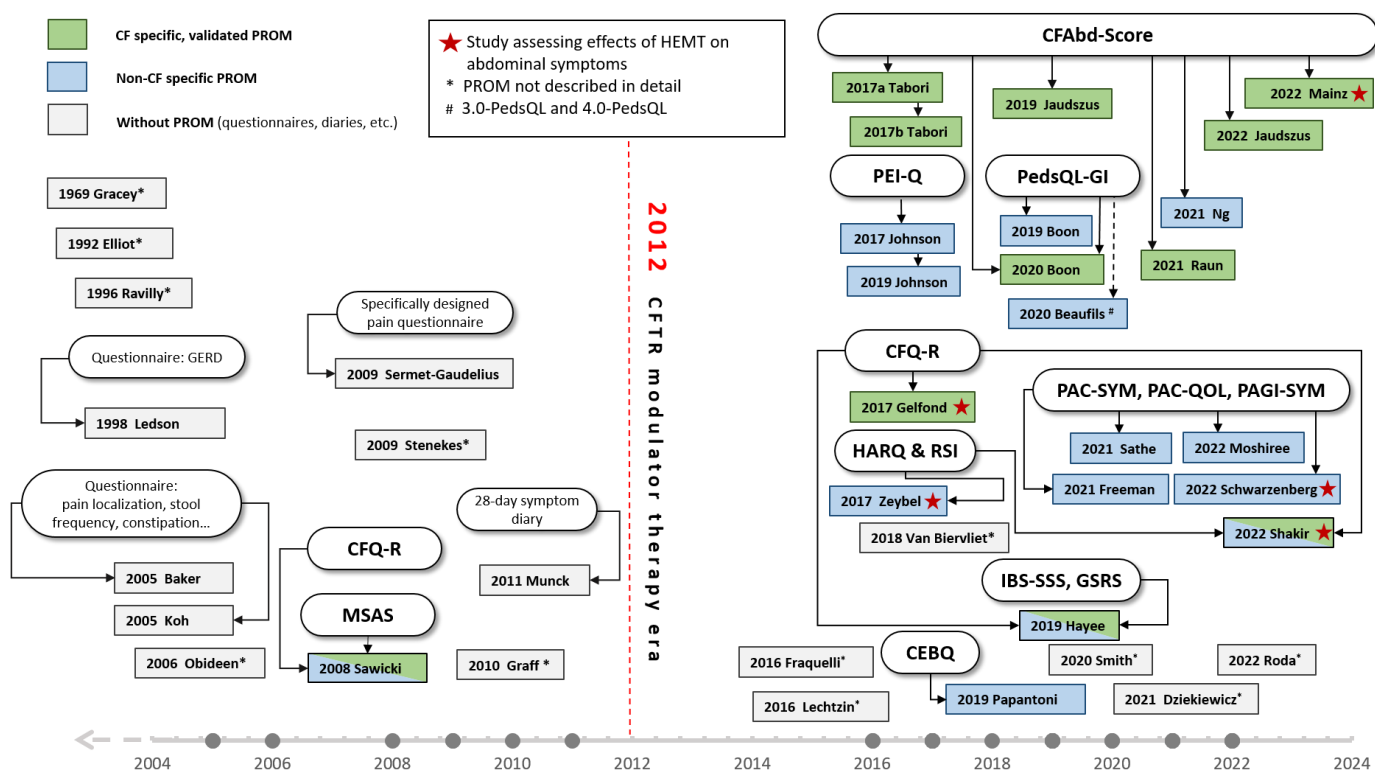 CF specific, validated PROM
Non-CF specific PROM
Without PROM (questionnaires, diaries, etc.)
★ Study assessing effects of HEMT on
abdominal symptoms
* PROM not described in detail
# 3.0-PedsQL and 4.0-PedsQL
1969 Gracey*
1992 Elliot*
1996 Ravilly*
Questionnaire: GERD
1998 Ledson
Specifically designed
pain questionnaire
2009 Sermet-Gaudelius
2009 Stenekes*
Questionnaire:
pain localization, stool
frequency, constipation...
2005 Baker
2005 Koh
2006 Obideen*
CFQ-R
MSAS
2008 Sawicki
28-day symptom
diary
2011 Munck
2010 Graff *
2012 CFTR modulator therapy era
CFAbd-Score
2017a Tabori
2017b Tabori
2019 Jaudszus
2022 Mainz ★
2022 Jaudszus
PEI-Q
2017 Johnson
2019 Johnson
PedsQL-GI
2019 Boon
2020 Boon
2020 Beaufils #
2021 Ng
2021 Raun
CFQ-R
2017 Gelfond ★
HARQ & RSI
2017 Zeybel ★
2018 Van Biervliet*
PAC-SYM, PAC-QOL, PAGI-SYM
2021 Sathe
2022 Moshiree
2021 Freeman
2022 Schwarzenberg ★
2022 Shakir ★
IBS-SSS, GSRS
2019 Hayee
2016 Fraquelli*
2016 Lechtzin*
CEBQ
2019 Papantoni
2020 Smith*
2022 Roda*
2021 Dziekiewicz*
2004 2006 2008 2010 2012 2014 2016 2018 2020 2022 2024